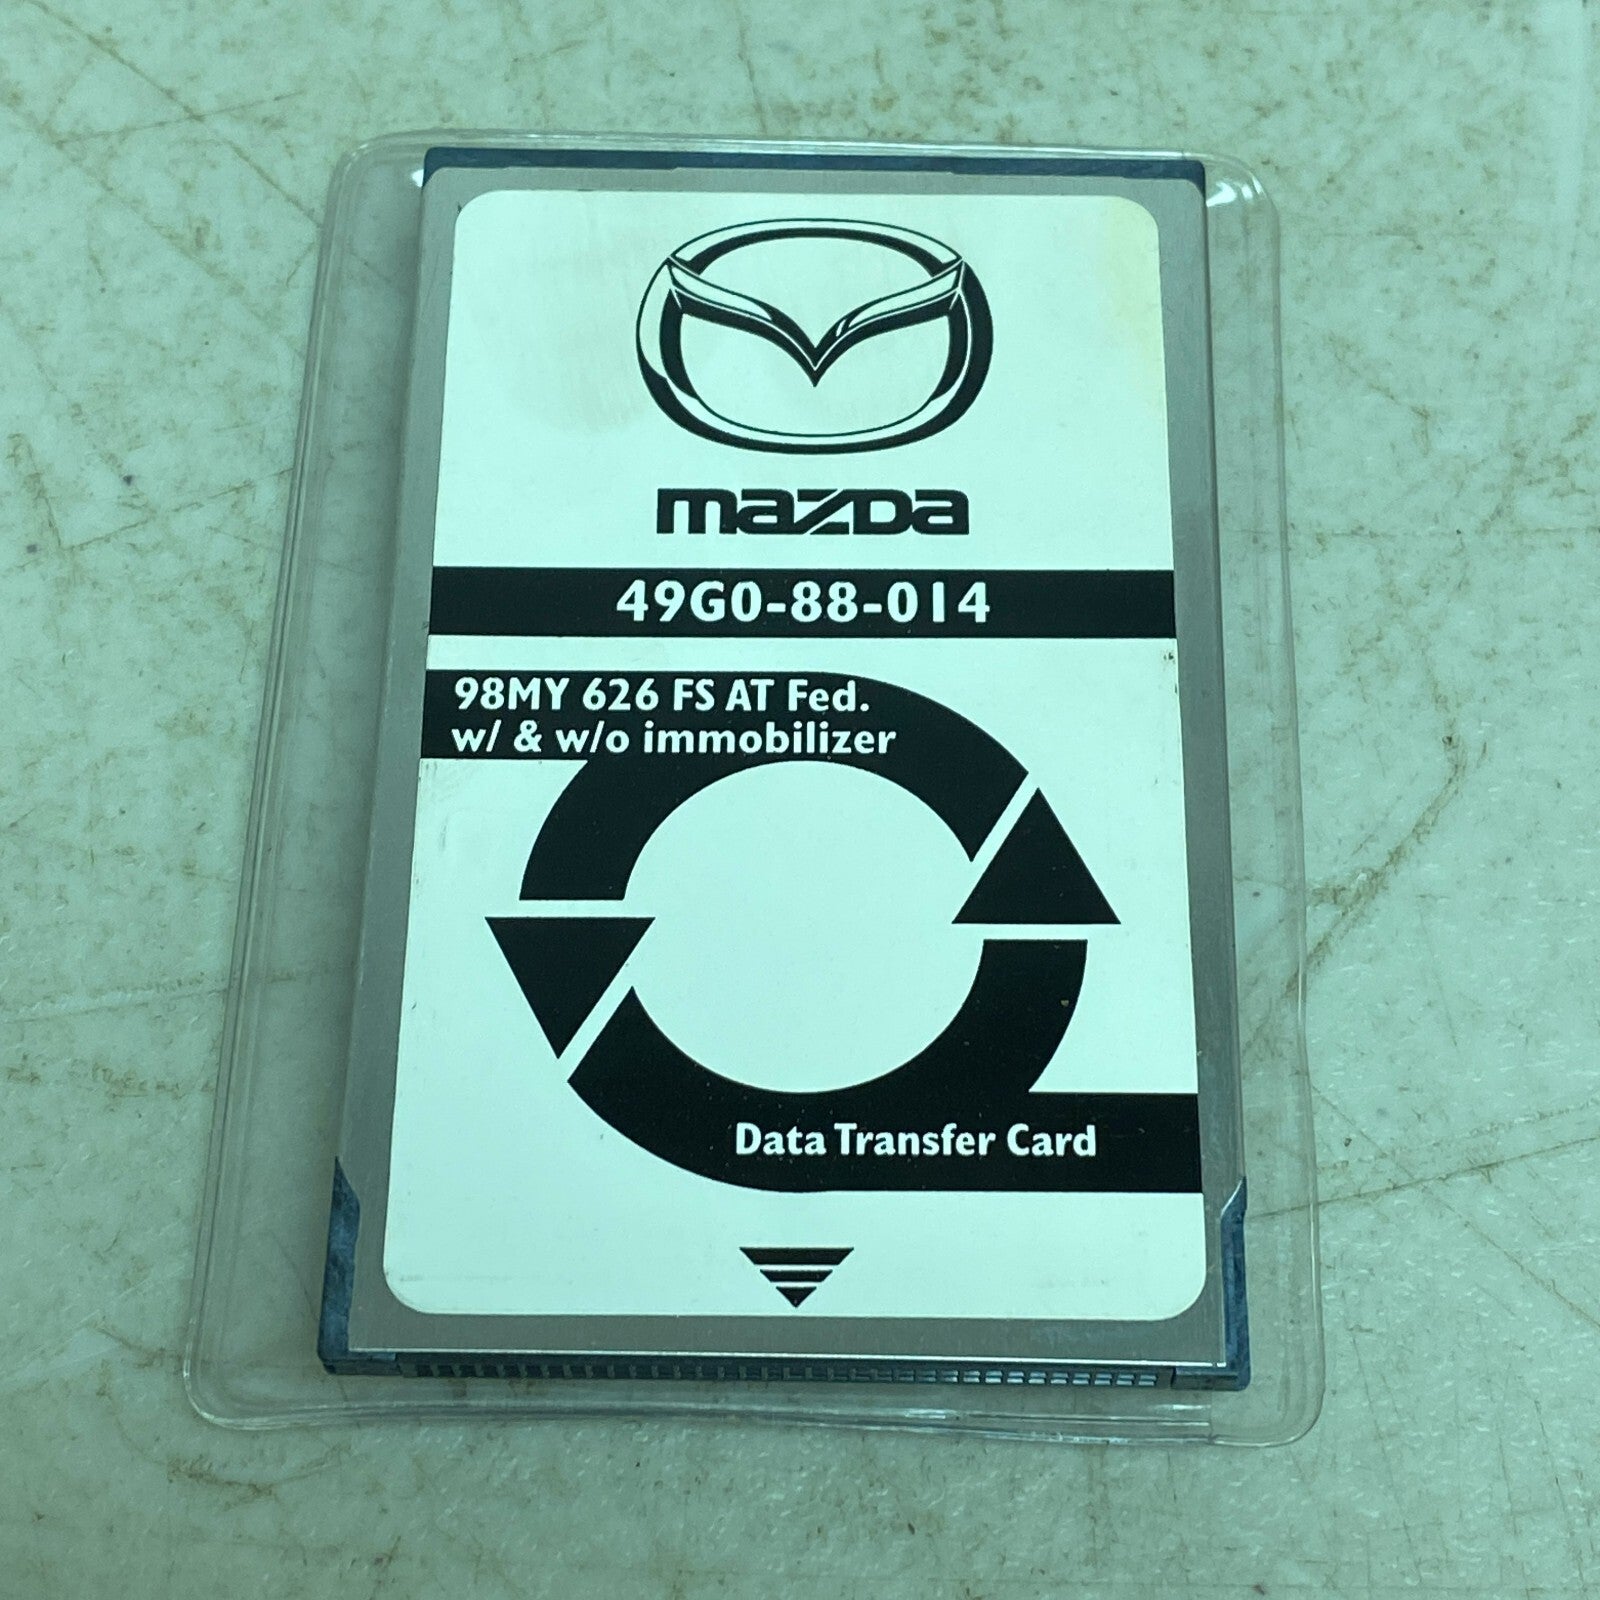 mazda
49G0-88-014
98MY 626 FS AT Fed.
w/ & w/o immobilizer
Data Transfer Card